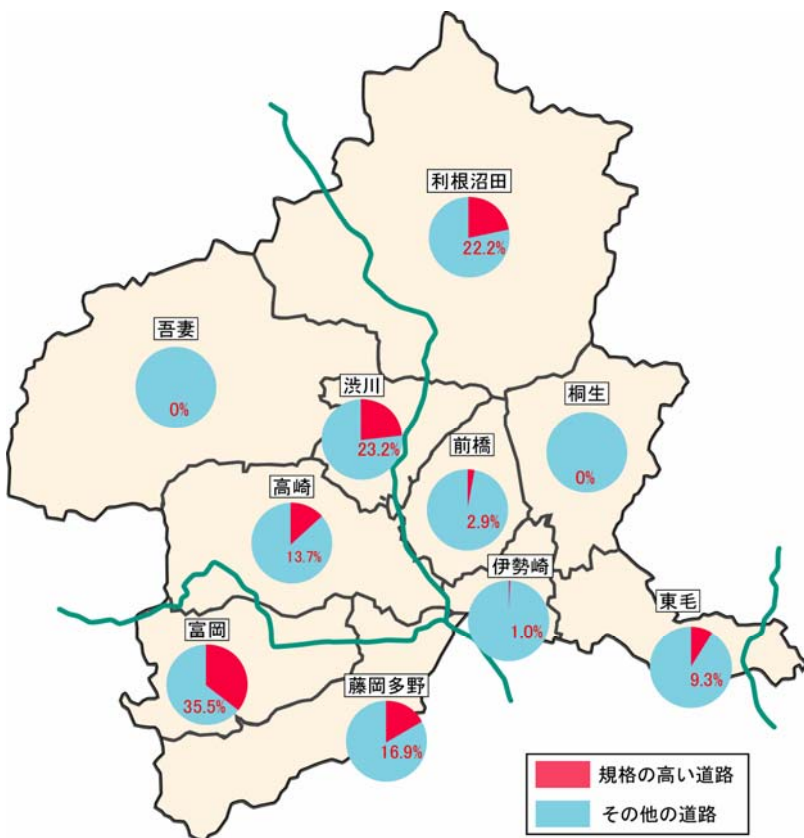 利根沼田
22.2%
吾妻
0%
渋川
23.2%
桐生
0%
前橋
2.9%
高崎
13.7%
伊勢崎
1.0%
東毛
9.3%
富岡
35.5%
藤岡多野
16.9%
規格の高い道路
その他の道路